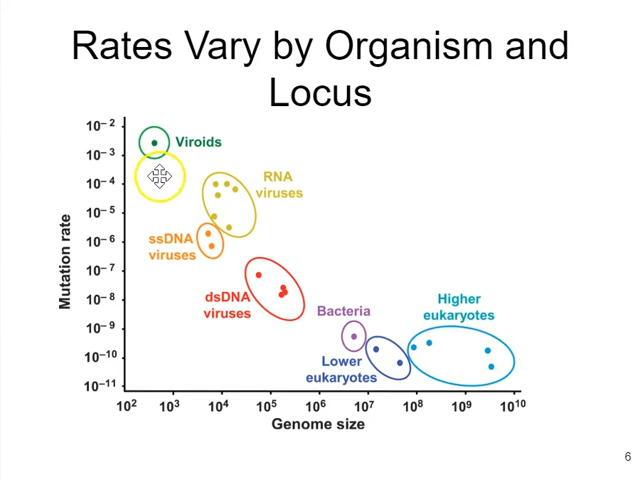 Rates Vary by Organism and
Locus
10⁻²
Viroids
10⁻³
RNA
viruses
10⁻⁴
10⁻⁵
ssDNA
viruses
10⁻⁶
10⁻⁷
dsDNA
viruses
10⁻⁸
Bacteria
Higher
eukaryotes
10⁻⁹
10⁻¹⁰
Lower
eukaryotes
10⁻¹¹
Mutation rate
10² 10³ 10⁴ 10⁵ 10⁶ 10⁷ 10⁸ 10⁹ 10¹⁰
Genome size
6